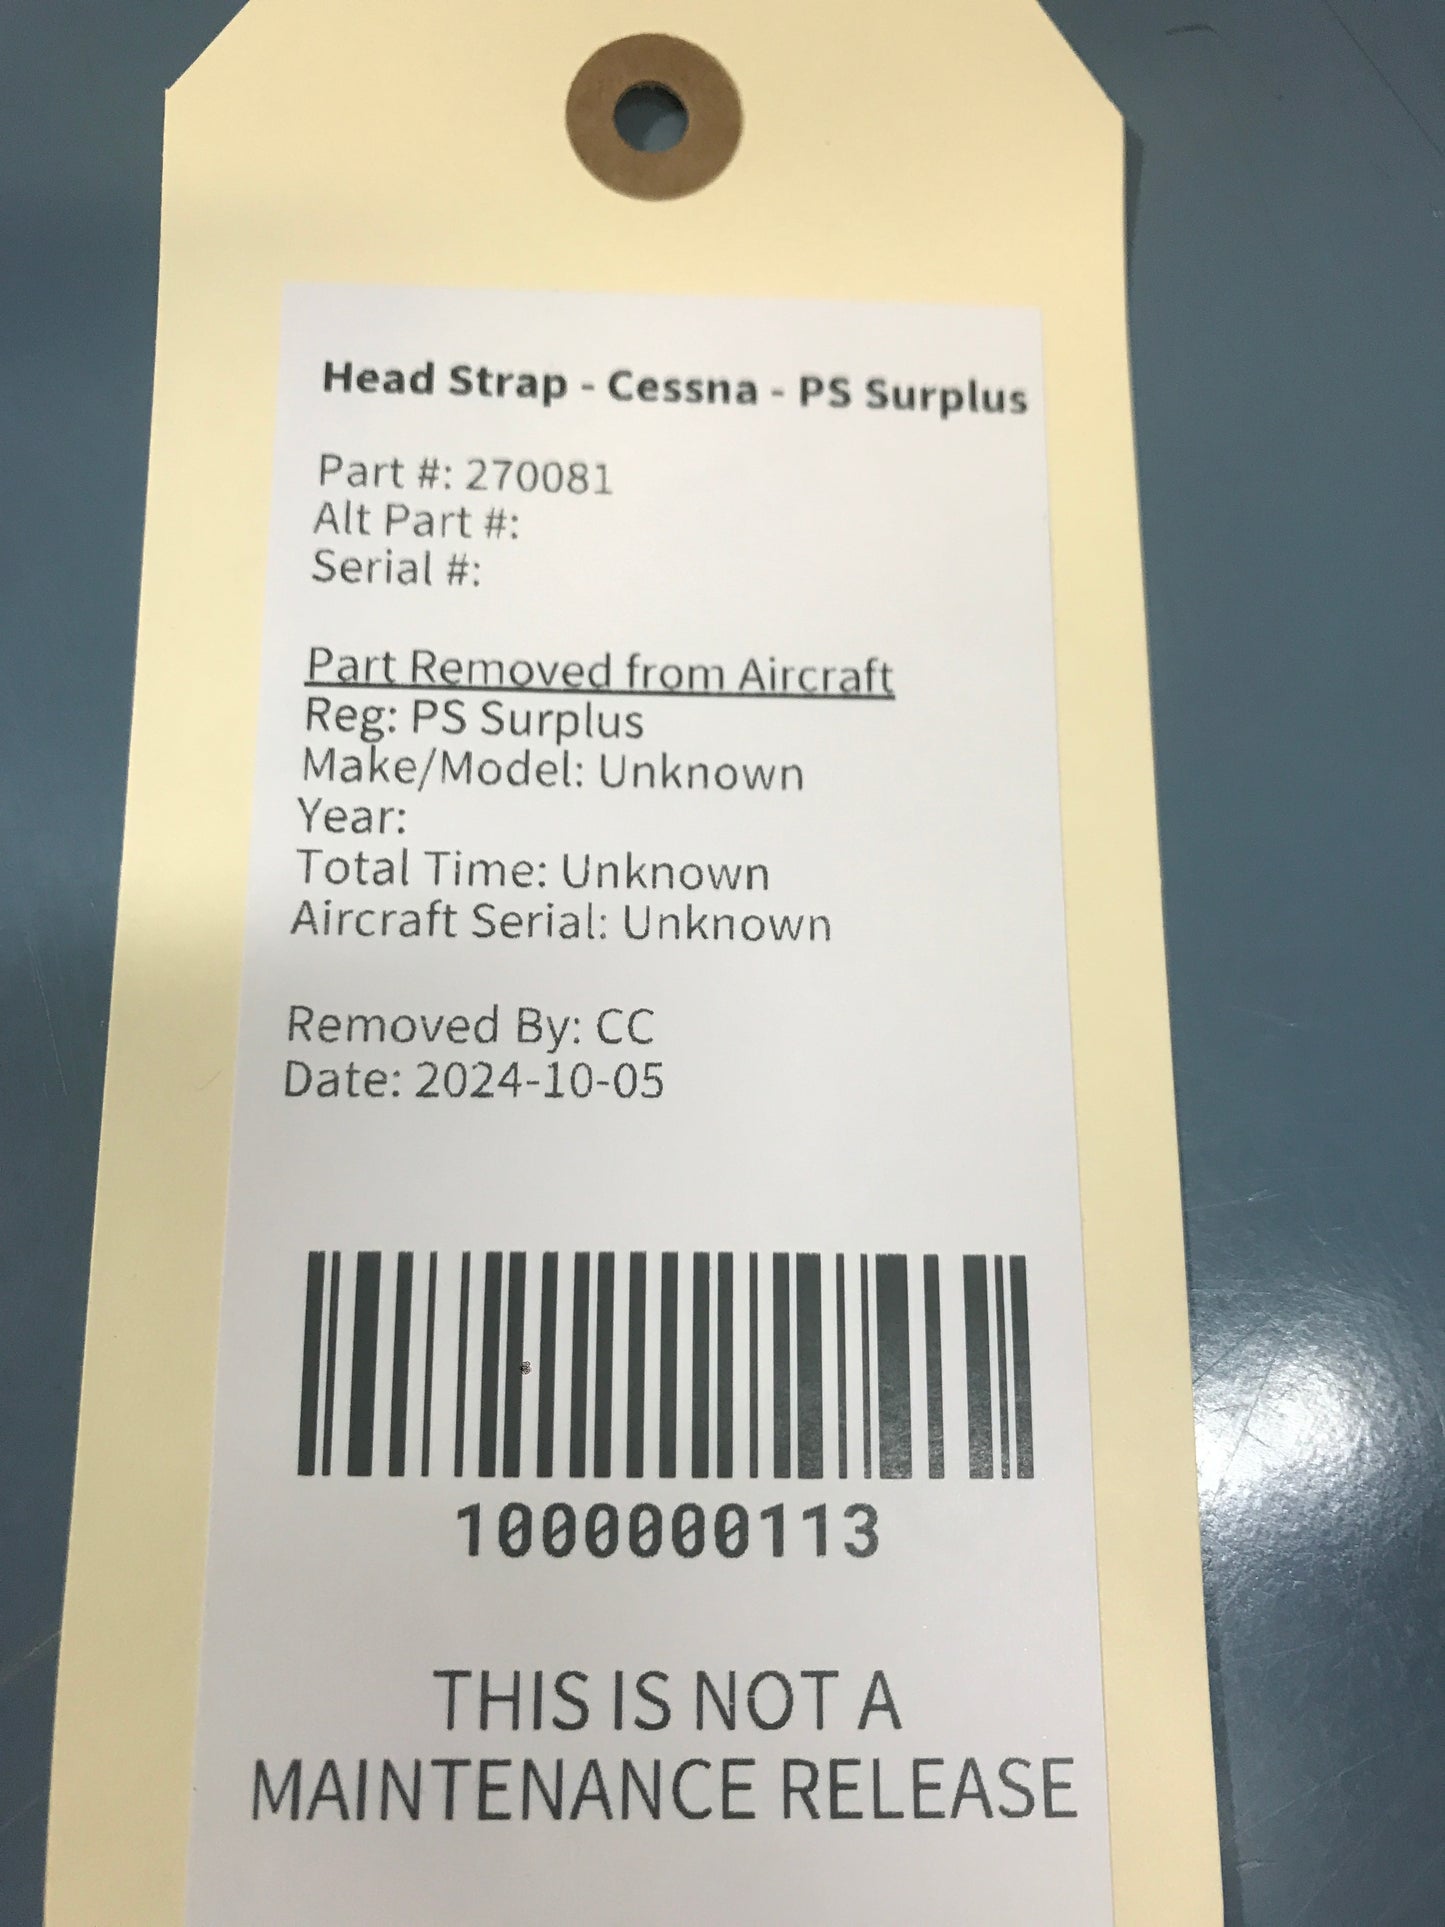 Head Strap - Cessna - PS Surplus
Part #: 270081
Alt Part #:
Serial #:
Part Removed from Aircraft
Reg: PS Surplus
Make/Model: Unknown
Year:
Total Time: Unknown
Aircraft Serial: Unknown
Removed By: CC
Date: 2024-10-05
1000000113
THIS IS NOT A
MAINTENANCE RELEASE